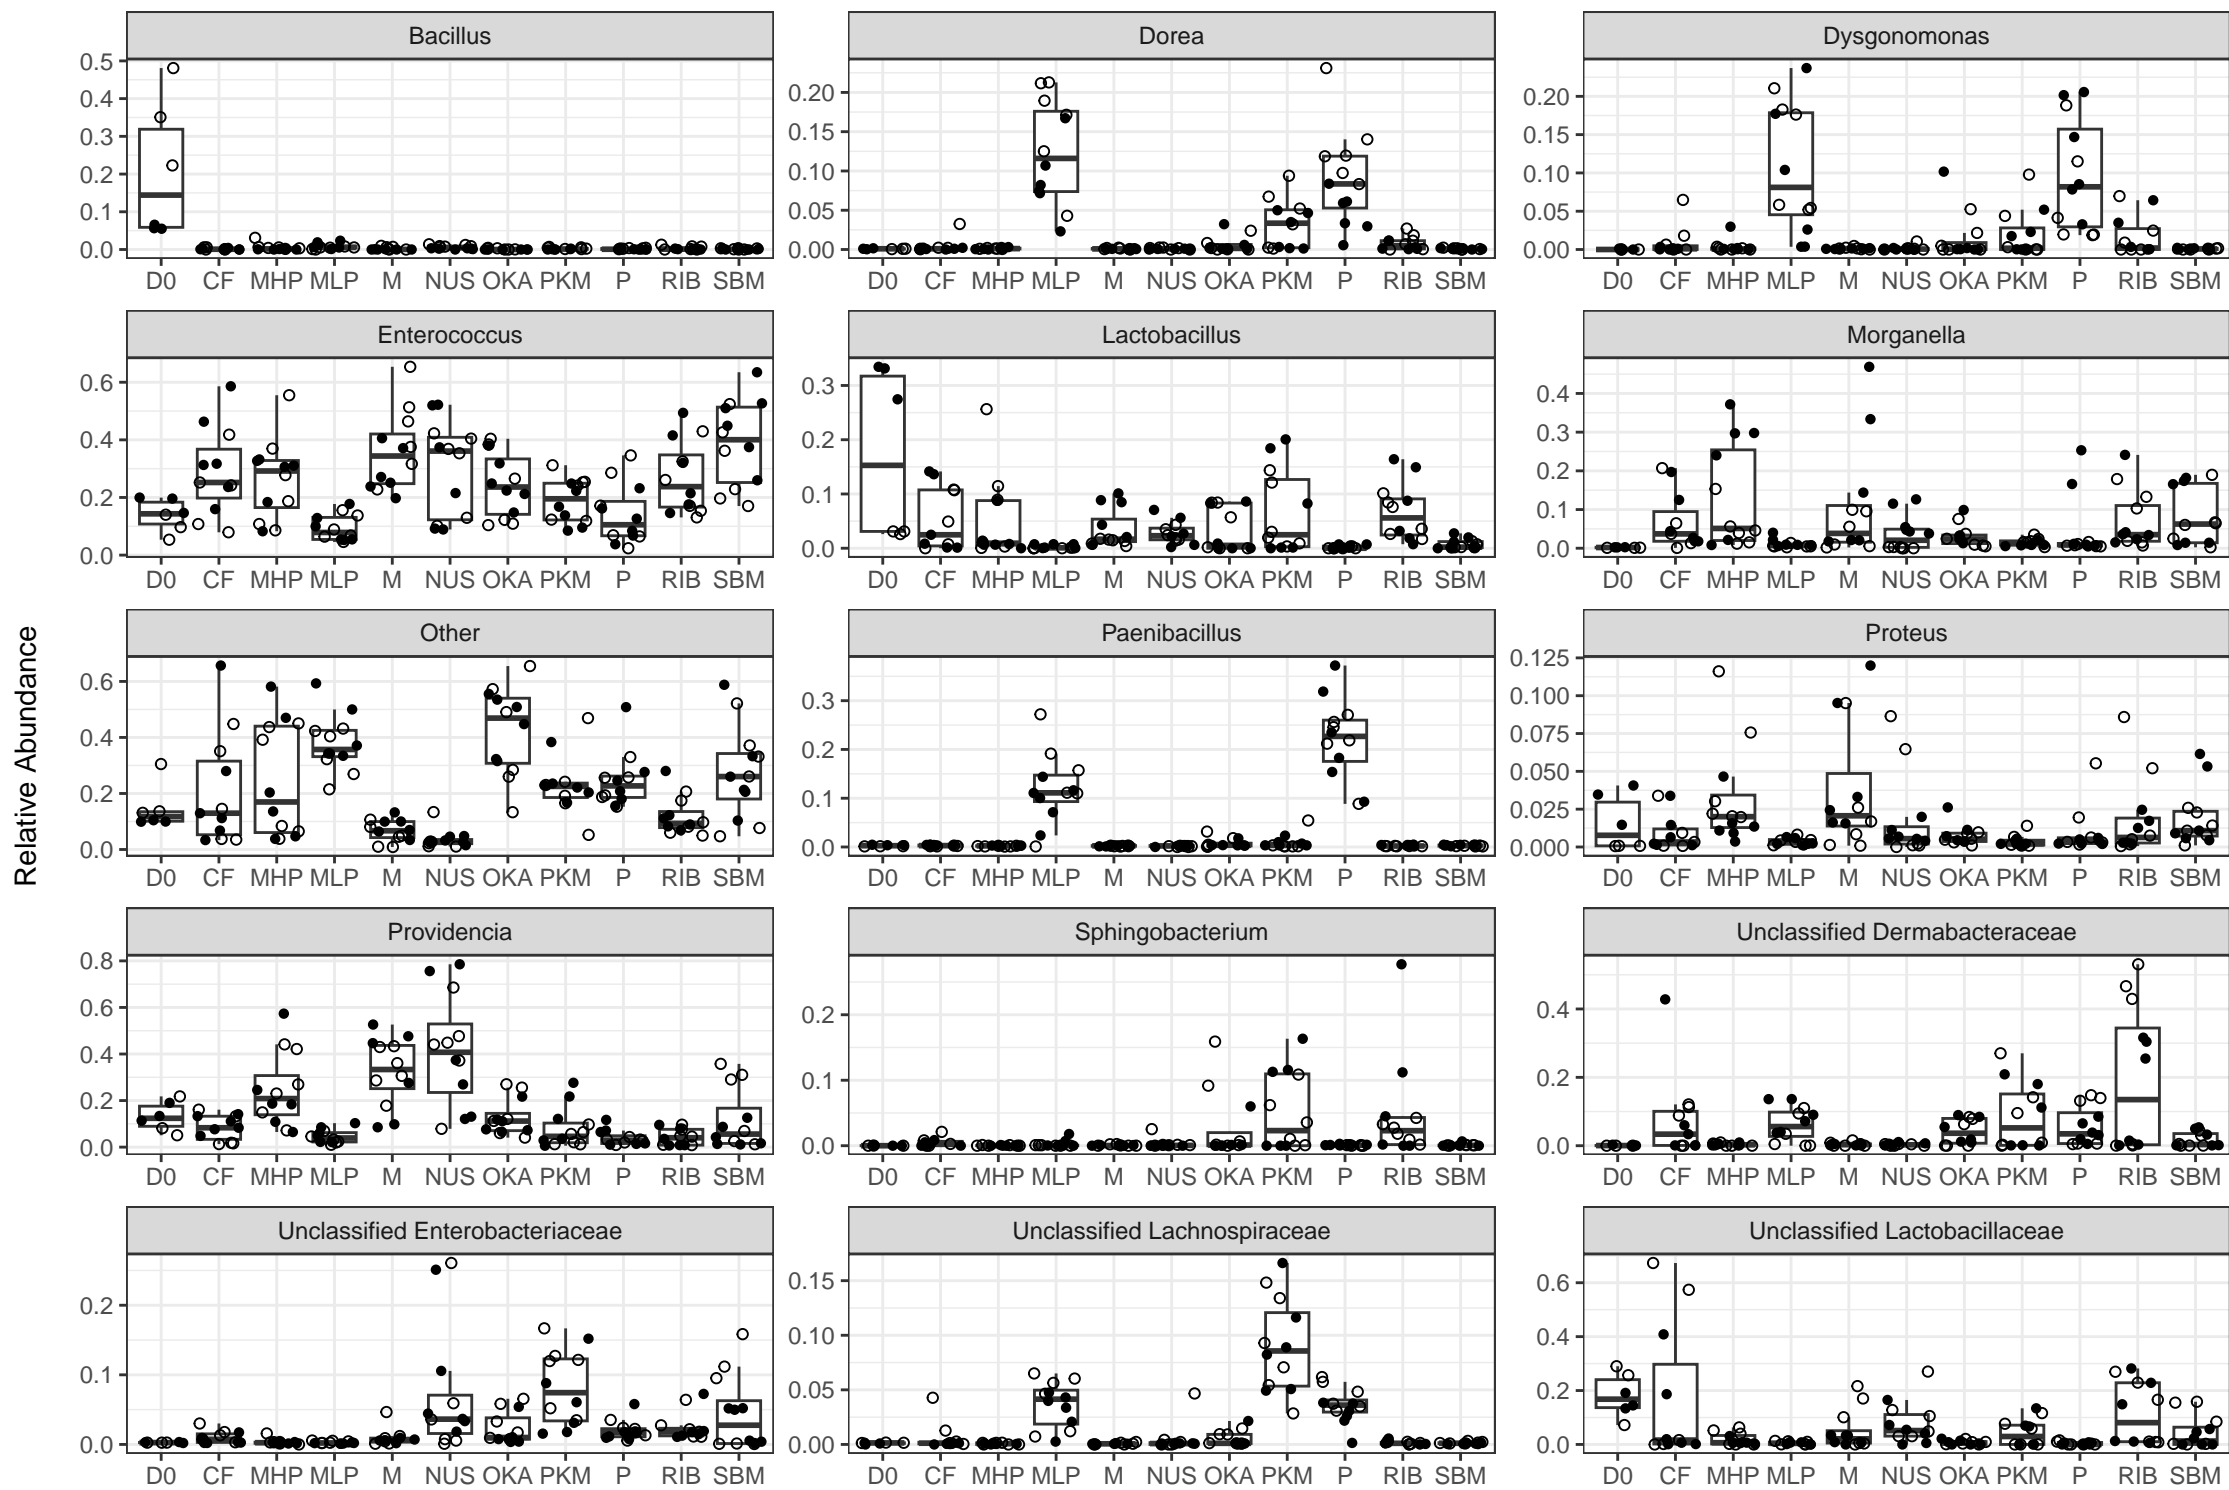 Relative Abundance
Bacillus
0.5
0.4
0.3
0.2
0.1
0.0
D0 CF MHP MLP M NUS OKA PKM P RIB SBM
Dorea
0.20
0.15
0.10
0.05
0.00
D0 CF MHP MLP M NUS OKA PKM P RIB SBM
Dysgonomonas
0.20
0.15
0.10
0.05
0.00
D0 CF MHP MLP M NUS OKA PKM P RIB SBM
Enterococcus
0.6
0.4
0.2
0.0
D0 CF MHP MLP M NUS OKA PKM P RIB SBM
Lactobacillus
0.3
0.2
0.1
0.0
D0 CF MHP MLP M NUS OKA PKM P RIB SBM
Morganella
0.4
0.3
0.2
0.1
0.0
D0 CF MHP MLP M NUS OKA PKM P RIB SBM
Other
0.6
0.4
0.2
0.0
D0 CF MHP MLP M NUS OKA PKM P RIB SBM
Paenibacillus
0.3
0.2
0.1
0.0
D0 CF MHP MLP M NUS OKA PKM P RIB SBM
Proteus
0.125
0.100
0.075
0.050
0.025
0.000
D0 CF MHP MLP M NUS OKA PKM P RIB SBM
Providencia
0.8
0.6
0.4
0.2
0.0
D0 CF MHP MLP M NUS OKA PKM P RIB SBM
Sphingobacterium
0.2
0.1
0.0
D0 CF MHP MLP M NUS OKA PKM P RIB SBM
Unclassified Dermabacteraceae
0.4
0.2
0.0
D0 CF MHP MLP M NUS OKA PKM P RIB SBM
Unclassified Enterobacteriaceae
0.2
0.1
0.0
D0 CF MHP MLP M NUS OKA PKM P RIB SBM
Unclassified Lachnospiraceae
0.15
0.10
0.05
0.00
D0 CF MHP MLP M NUS OKA PKM P RIB SBM
Unclassified Lactobacillaceae
0.6
0.4
0.2
0.0
D0 CF MHP MLP M NUS OKA PKM P RIB SBM